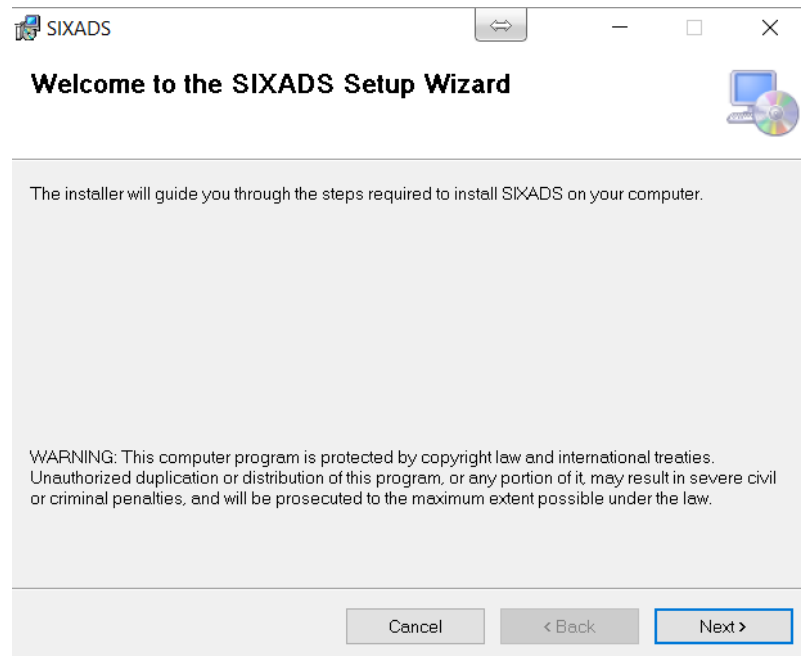 SIXADS
Welcome to the SIXADS Setup Wizard
The installer will guide you through the steps required to install SIXADS on your computer.
WARNING: This computer program is protected by copyright law and international treaties.
Unauthorized duplication or distribution of this program, or any portion of it, may result in severe civil
or criminal penalties, and will be prosecuted to the maximum extent possible under the law.
Cancel
< Back
Next >